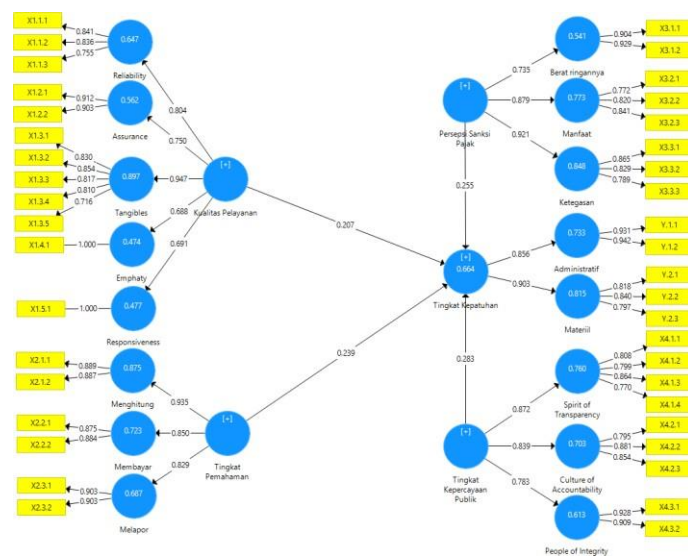 X1.1.1
X1.1.2
X1.1.3
0.841
0.836
0.755
0.647
Reliability
X1.2.1
X1.2.2
0.912
0.903
0.562
Assurance
X1.3.1
X1.3.2
X1.3.3
X1.3.4
X1.3.5
0.830
0.854
0.817
0.810
0.716
0.897
Tangibles
X1.4.1
1.000
0.474
Emphaty
X1.5.1
1.000
0.477
Responsiveness
0.804
0.750
0.947
0.688
0.691
[+]
Kualitas Pelayanan
0.207
X2.1.1
X2.1.2
0.889
0.887
0.875
Menghitung
X2.2.1
X2.2.2
0.875
0.884
0.723
Membayar
X2.3.1
X2.3.2
0.903
0.903
0.687
Melapor
0.935
0.850
0.829
[+]
Tingkat
Pemahaman
0.239
[+]
Persepsi Sanksi
Pajak
0.255
0.735
0.879
0.921
0.541
Berat ringannya
0.904
0.929
X3.1.1
X3.1.2
0.773
Manfaat
0.772
0.820
0.841
X3.2.1
X3.2.2
X3.2.3
0.848
Ketegasan
0.865
0.829
0.789
X3.3.1
X3.3.2
X3.3.3
[+]
0.664
Tingkat Kepatuhan
0.856
0.903
0.733
Administratif
0.931
0.942
Y.1.1
Y.1.2
0.815
Materiil
0.818
0.840
0.797
Y.2.1
Y.2.2
Y.2.3
0.283
[+]
Tingkat
Kepercayaan
Publik
0.872
0.839
0.783
0.760
Spirit of
Transparency
0.808
0.799
0.864
0.770
X4.1.1
X4.1.2
X4.1.3
X4.1.4
0.703
Culture of
Accountability
0.795
0.881
0.854
X4.2.1
X4.2.2
X4.2.3
0.613
People of Integrity
0.928
0.909
X4.3.1
X4.3.2